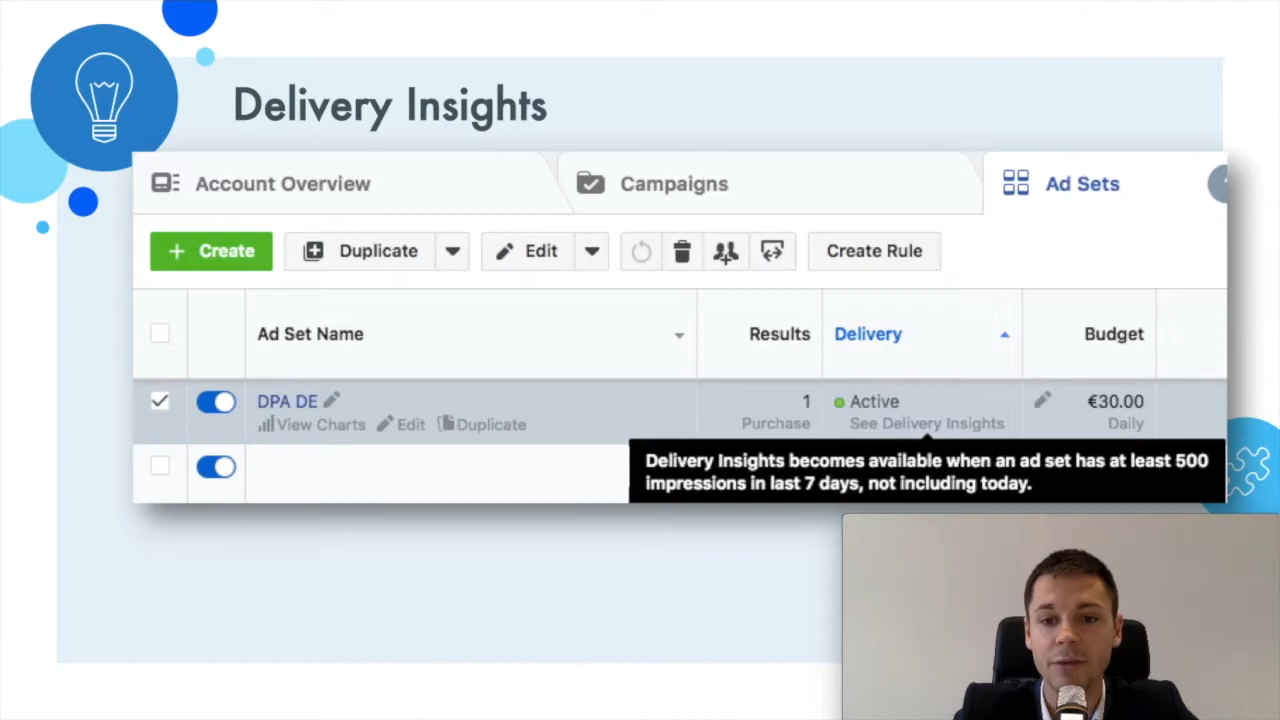 Delivery Insights
Account Overview
Campaigns
Ad Sets
+ Create
Duplicate
Edit
Create Rule
Ad Set Name
Results
Delivery
Budget
DPA DE
1
Active
€30.00
View Charts
Edit
Duplicate
Purchase
See Delivery Insights
Daily
Delivery Insights becomes available when an ad set has at least 500
impressions in last 7 days, not including today.